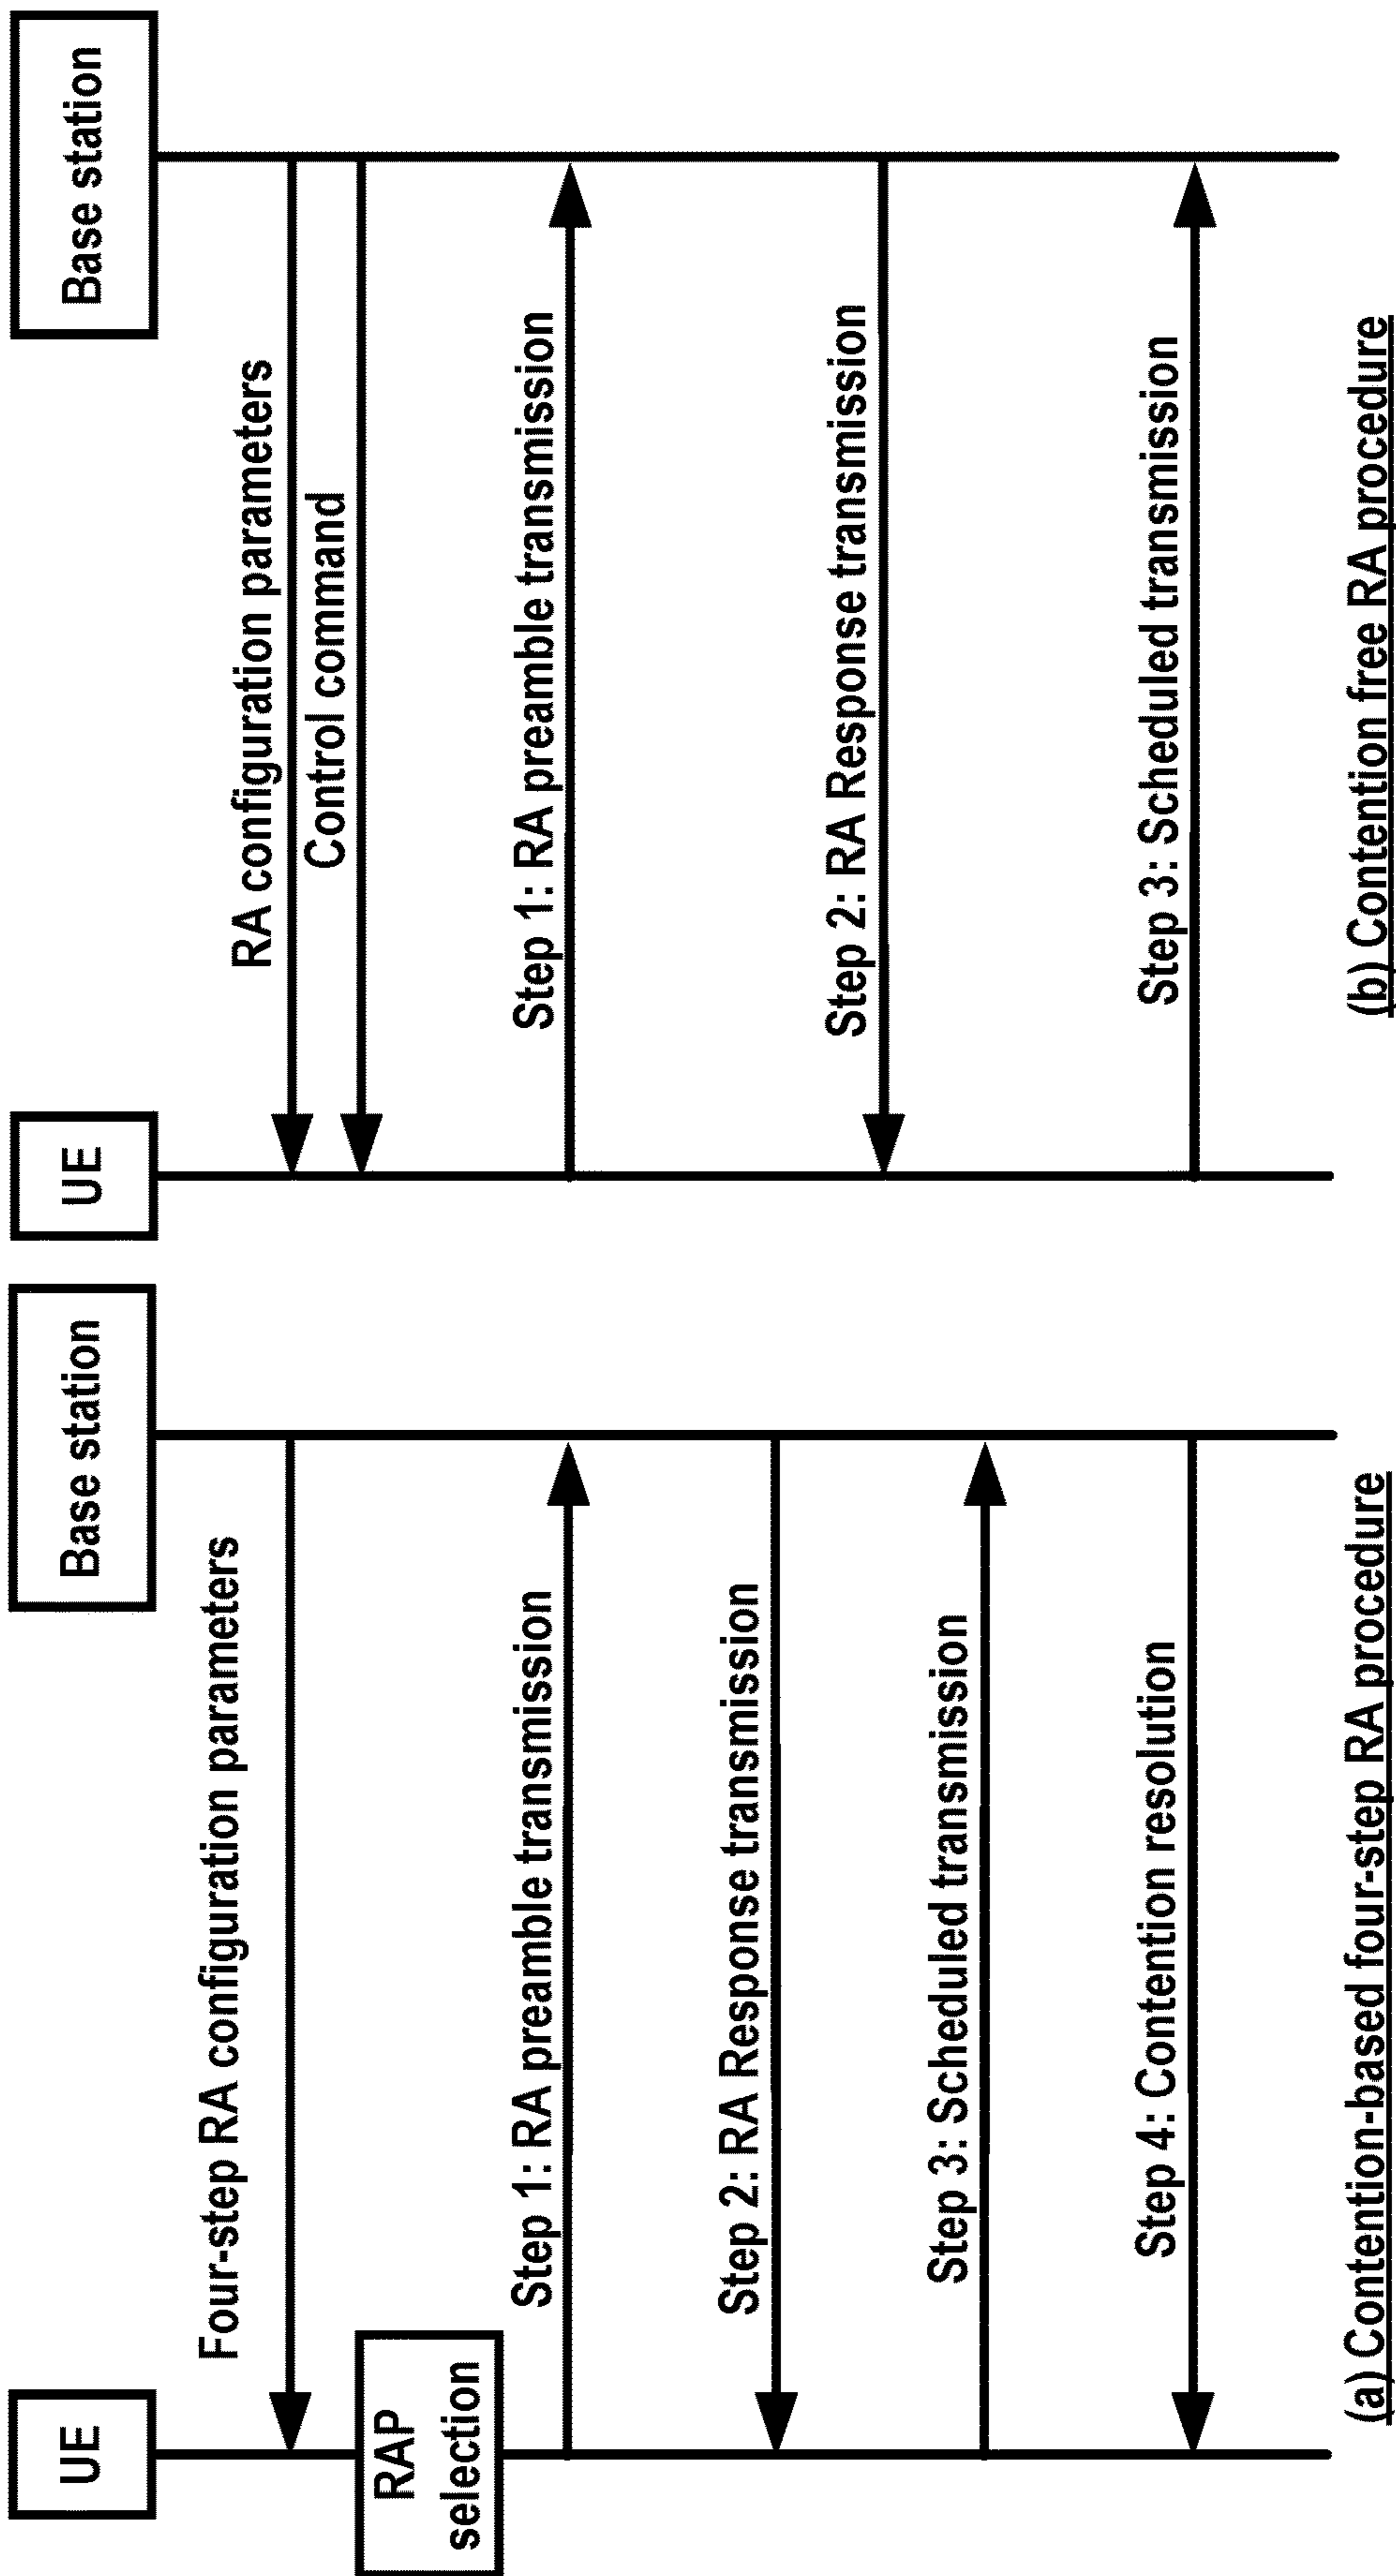 UE
Base station
Four-step RA configuration parameters
RAP
selection
Step 1: RA preamble transmission
Step 2: RA Response transmission
Step 3: Scheduled transmission
Step 4: Contention resolution
(a) Contention-based four-step RA procedure
UE
Base station
RA configuration parameters
Control command
Step 1: RA preamble transmission
Step 2: RA Response transmission
Step 3: Scheduled transmission
(b) Contention free RA procedure